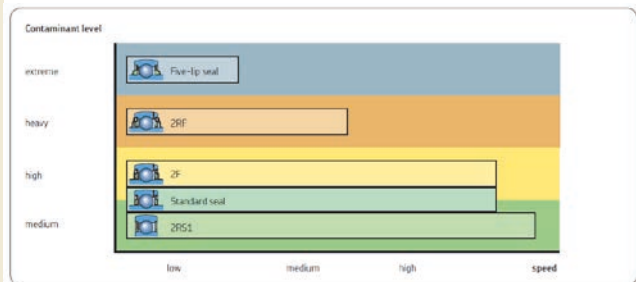 Contaminant level
extreme
Five-lip seal
heavy
2RF
high
2F
Standard seal
medium
2RS1
low medium high speed